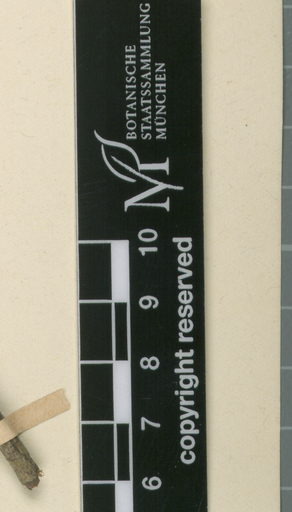 BOTANISCHE
STAATSSAMMLUNG
MÜNCHEN
M
10
9
8
7
6
copyright reserved